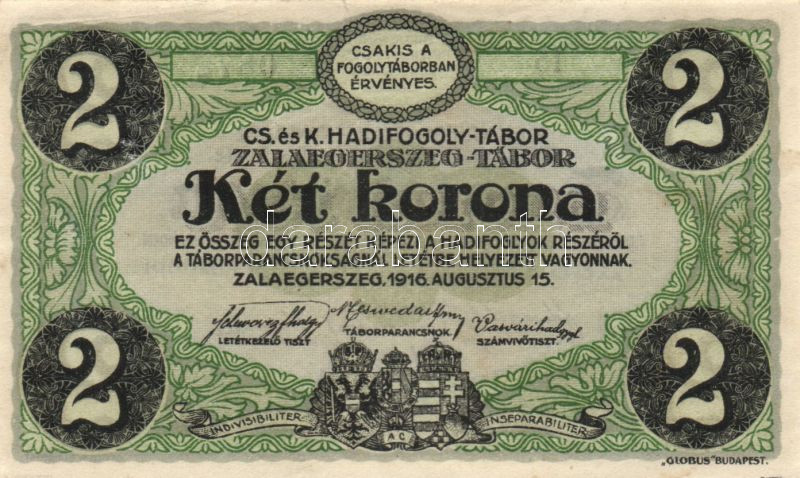 2
2
CSAKIS A
FOGOLYTÁBORBAN
ÉRVÉNYES.
CS. és K. HADIFOGOLY-TÁBOR
ZALAEGERSZEG-TÁBOR
Két korona
EZ ÖSSZEG EGY RÉSZÉT KÉPEZI A HADIFOGLYOK RÉSZÉRŐL
A TÁBORPARANCSNOKSÁGNÁL LETÉTBE HELYEZETT VAGYONNAK.
ZALAEGERSZEG, 1916. AUGUSZTUS 15.
LETÉTKEZELŐ TISZT
TÁBORPARANCSNOK.
SZÁMVIVŐTISZT.
2
2
INDIVISIBILITER
AC
INSEPARABILITER
„GLOBUS" BUDAPEST.
darabanth